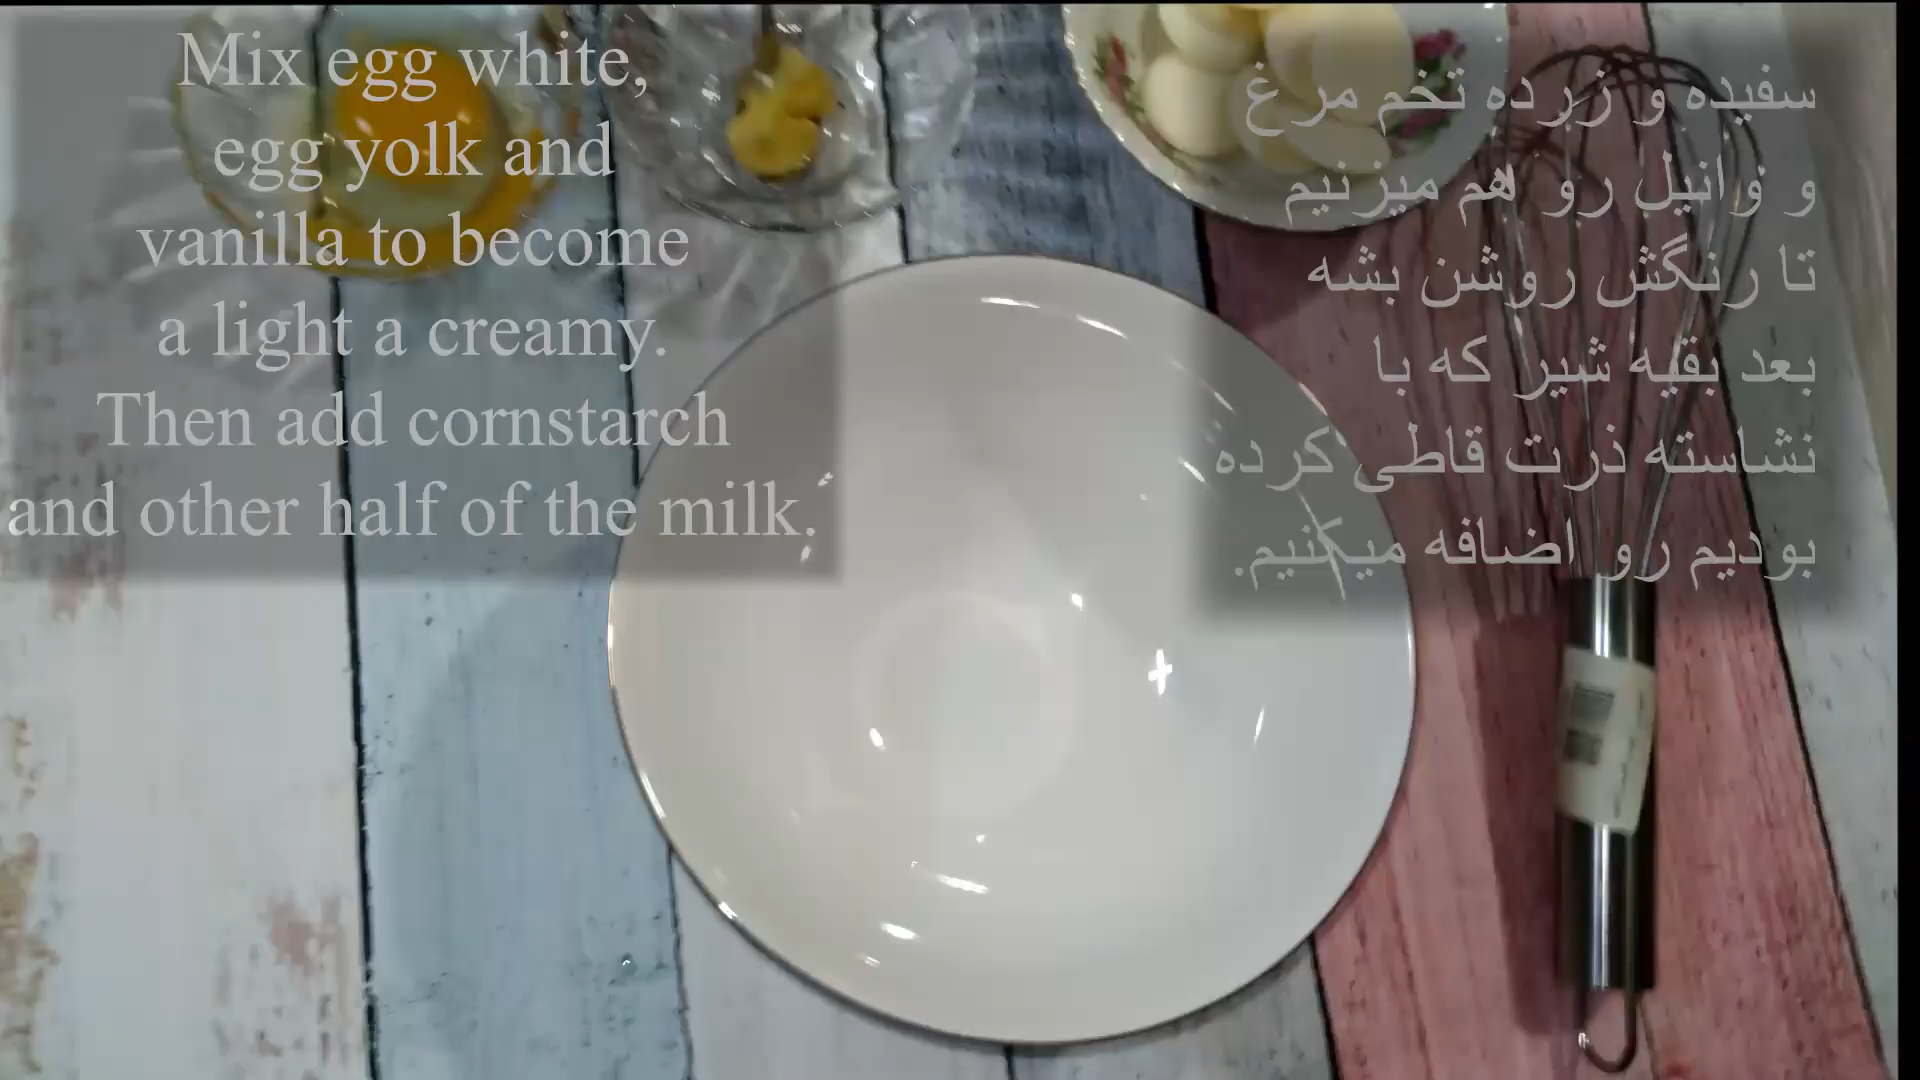 Mix egg white,
egg yolk and
vanilla to become
a light a creamy.
Then add cornstarch
and other half of the milk.
سفیده و زرده تخم مرغ
و وانیل رو هم میزنیم
تا رنگش روشن بشه
بعد بقیه شیر که با
نشاسته ذرت قاطی کرده
بودیم رو اضافه میکنیم.